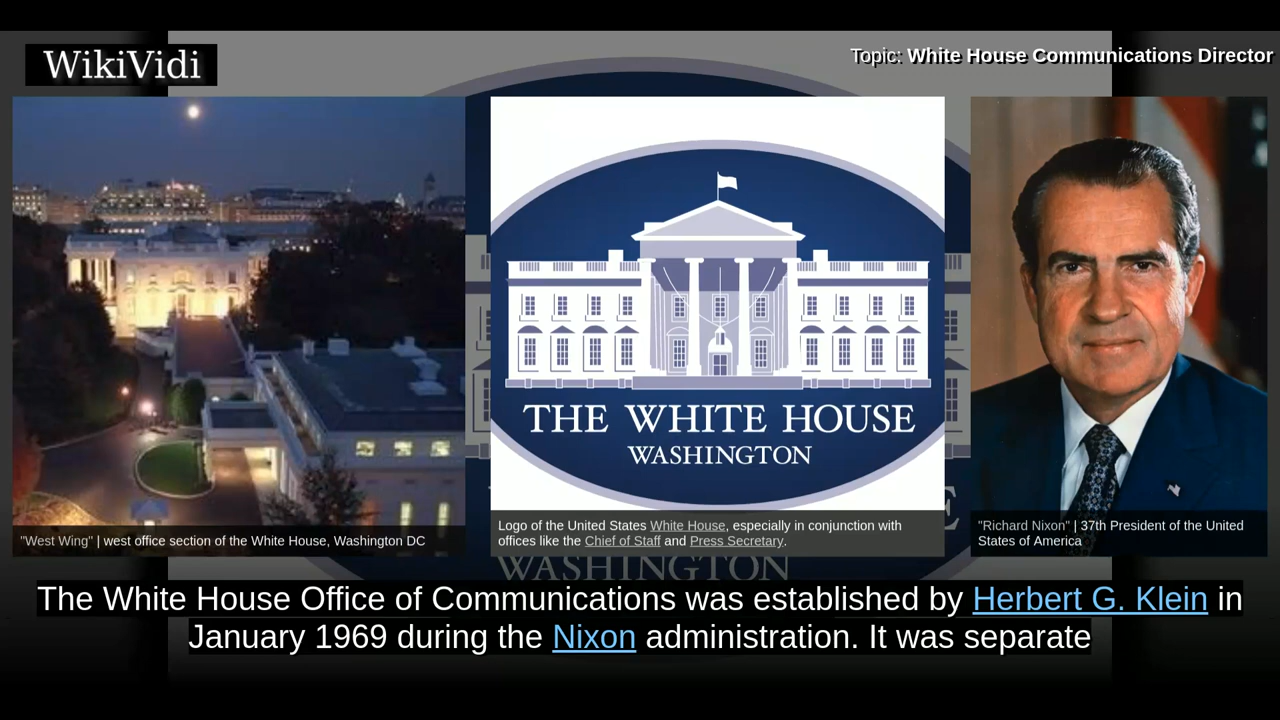 WikiVidi
Topic: White House Communications Director
THE WHITE HOUSE
WASHINGTON
"West Wing" | west office section of the White House, Washington DC
Logo of the United States White House, especially in conjunction with
offices like the Chief of Staff and Press Secretary.
"Richard Nixon" | 37th President of the United
States of America
WASHINGTON
The White House Office of Communications was established by Herbert G. Klein in
January 1969 during the Nixon administration. It was separate